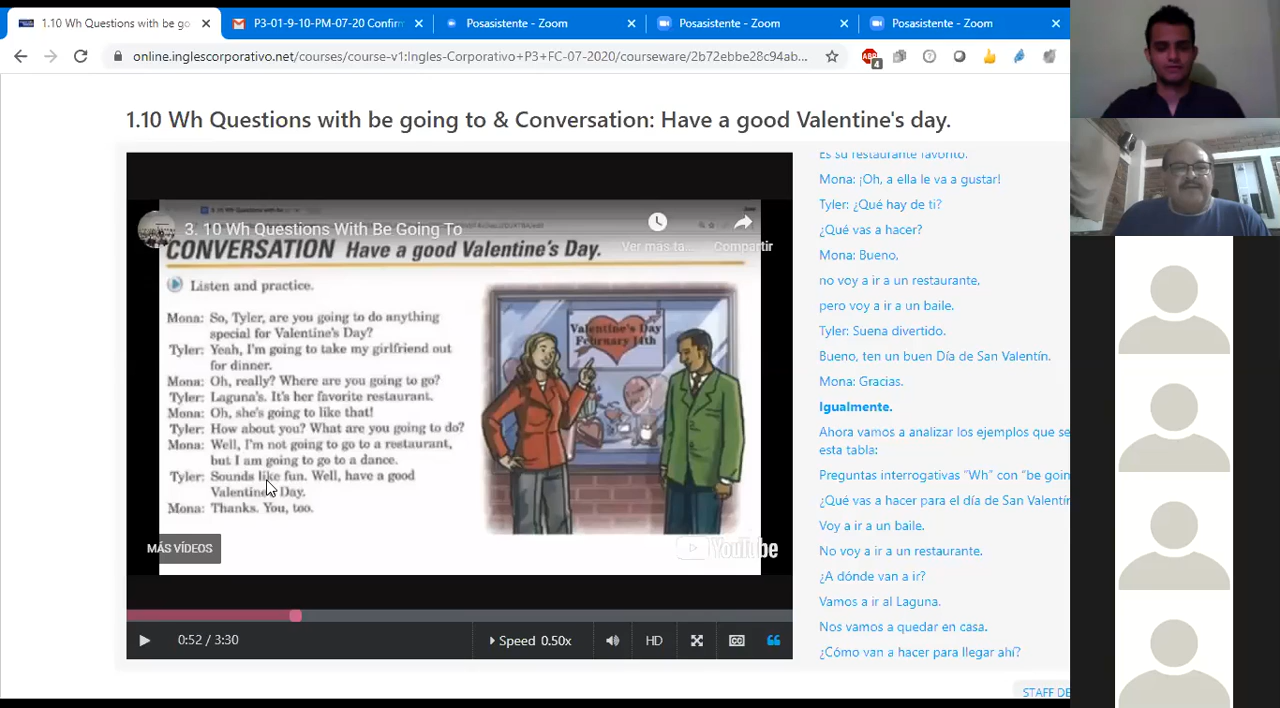 1.10 Wh Questions with be go
P3-01-9-10-PM-07-20 Confirm
Posasistente - Zoom
Posasistente - Zoom
Posasistente - Zoom
online.inglescorporativo.net/courses/course-v1:Ingles-Corporativo+P3+FC-07-2020/courseware/2b72ebbe28c94ab...
ABP
4
1.10 Wh Questions with be going to & Conversation: Have a good Valentine's day.
3. 10 Wh Questions With Be Going To
Ver más ta...
Compartir
CONVERSATION Have a good Valentine's Day.
Listen and practice.
Mona: So, Tyler, are you going to do anything
special for Valentine's Day?
Tyler: Yeah, I'm going to take my girlfriend out
for dinner.
Mona: Oh, really? Where are you going to go?
Tyler: Laguna's. It's her favorite restaurant.
Mona: Oh, she's going to like that!
Tyler: How about you? What are you going to do?
Mona: Well, I'm not going to go to a restaurant,
but I am going to go to a dance.
Tyler: Sounds like fun. Well, have a good
Valentine's Day.
Mona: Thanks. You, too.
Valentine's Day
February 14th
MÁS VÍDEOS
YouTube
0:52 / 3:30
Speed 0.50x
HD
CC
Es su restaurante favorito.
Mona: ¡Oh, a ella le va a gustar!
Tyler: ¿Qué hay de ti?
¿Qué vas a hacer?
Mona: Bueno,
no voy a ir a un restaurante,
pero voy a ir a un baile.
Tyler: Suena divertido.
Bueno, ten un buen Día de San Valentín.
Mona: Gracias.
Igualmente.
Ahora vamos a analizar los ejemplos que se
esta tabla:
Preguntas interrogativas "Wh" con "be goin
¿Qué vas a hacer para el día de San Valentín
Voy a ir a un baile.
No voy a ir a un restaurante.
¿A dónde van a ir?
Vamos a ir al Laguna.
Nos vamos a quedar en casa.
¿Cómo van a hacer para llegar ahí?
STAFF DE